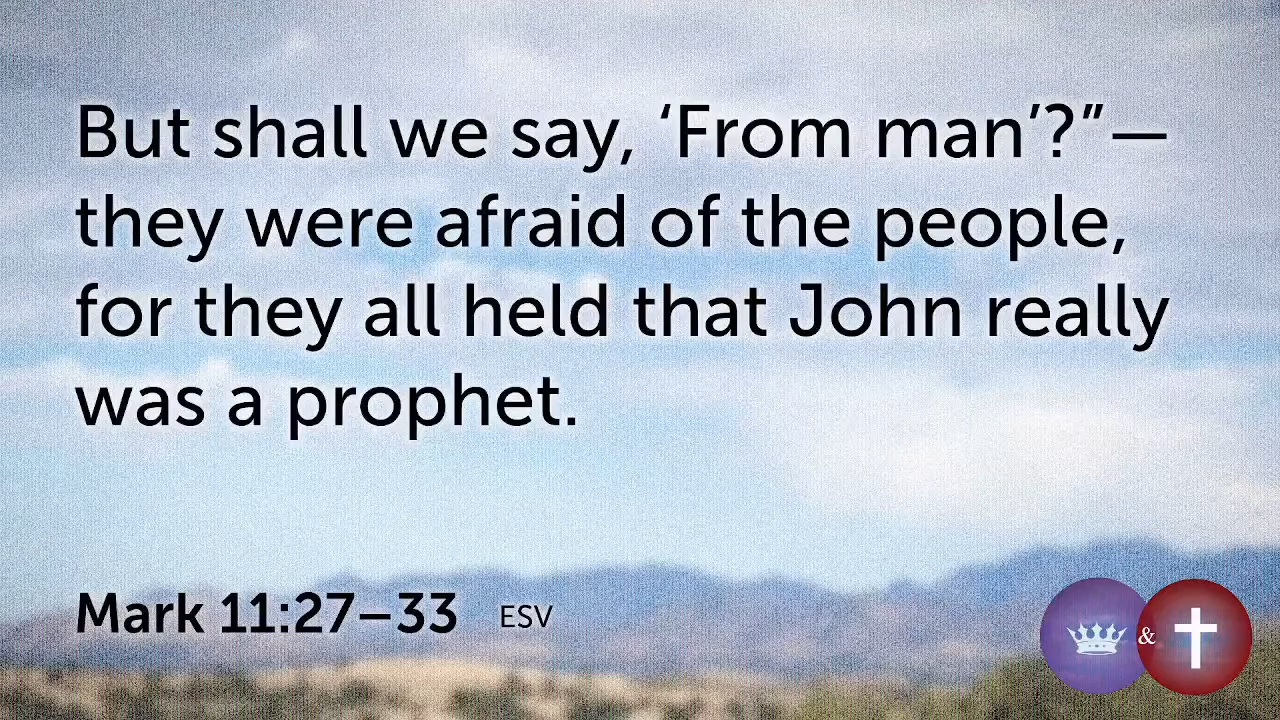 But shall we say, ‘From man’?”—
they were afraid of the people,
for they all held that John really
was a prophet.
Mark 11:27–33 ESV
&